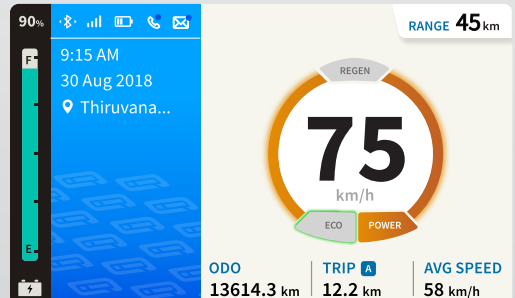 90%
F
E
9:15 AM
30 Aug 2018
Thiruvana...
RANGE 45 km
REGEN
75
km/h
ECO POWER
ODO
13614.3 km
TRIP A
12.2 km
AVG SPEED
58 km/h